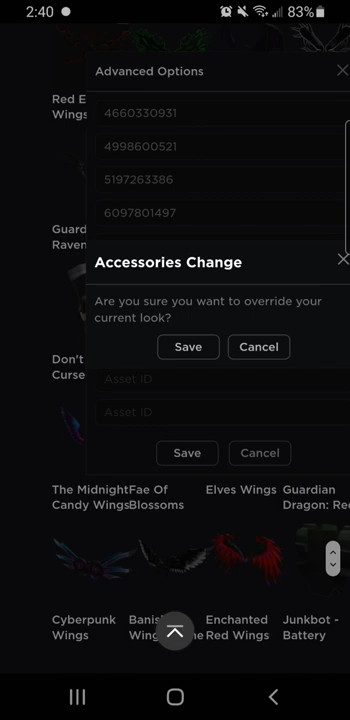 2:40
83%
Advanced Options
Red E
Wings
4660330931
4998600521
5197263386
6097801497
Guard
Raven
Accessories Change
Are you sure you want to override your
current look?
Save Cancel
Don't
Curse
Asset ID
Asset ID
Save Cancel
The Midnight
Candy Wings
Fae Of
Blossoms
Elves Wings
Guardian
Dragon: Re
Cyberpunk
Wings
Banis
Wing
Enchanted
Red Wings
Junkbot -
Battery